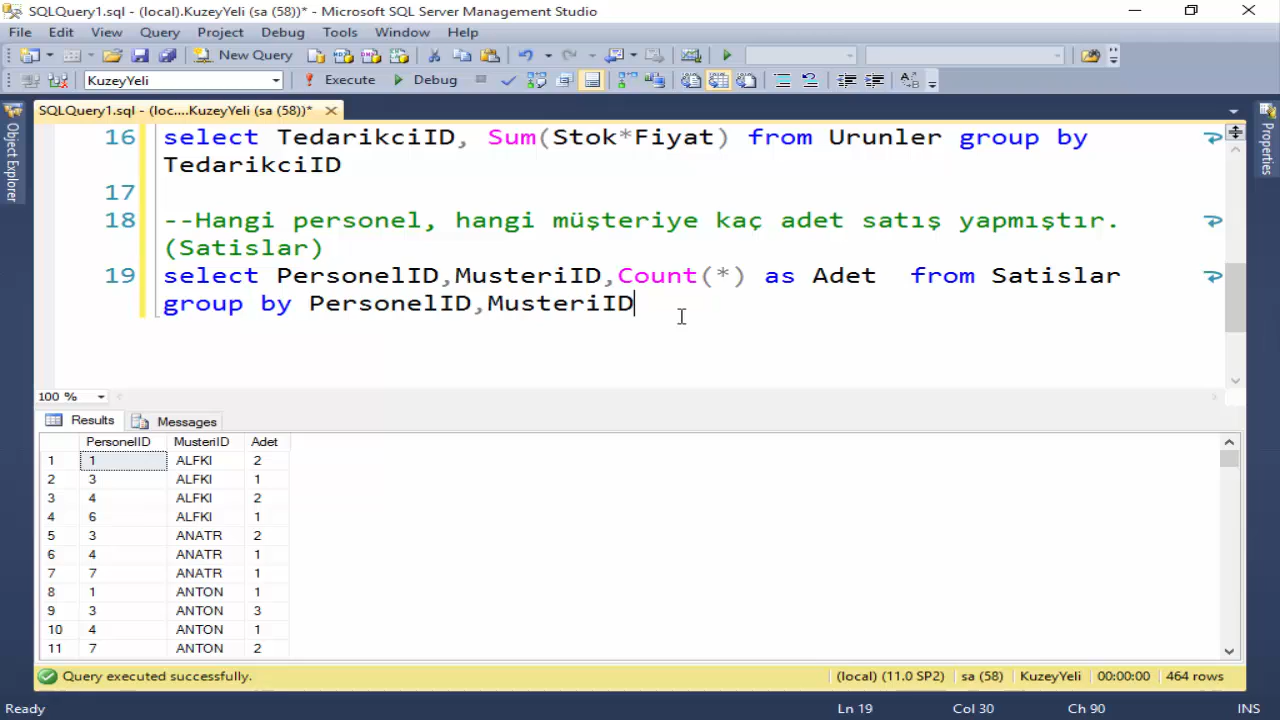 SQLQuery1.sql - (local).KuzeyYeli (sa (58))* - Microsoft SQL Server Management Studio
File Edit View Query Project Debug Tools Window Help
New Query
KuzeyYeli Execute Debug
SQLQuery1.sql - (loc....KuzeyYeli (sa (58))*
Object Explorer
Properties
16 select TedarikciID, Sum(Stok*Fiyat) from Urunler group by
TedarikciID
17
18 --Hangi personel, hangi müşteriye kaç adet satış yapmıştır.
(Satislar)
19 select PersonelID,MusteriID,Count(*) as Adet from Satislar
group by PersonelID,MusteriID
100 %
Results Messages
PersonelID MusteriID Adet
1 1 ALFKI 2
2 3 ALFKI 1
3 4 ALFKI 2
4 6 ALFKI 1
5 3 ANATR 2
6 4 ANATR 1
7 7 ANATR 1
8 1 ANTON 1
9 3 ANTON 3
10 4 ANTON 1
11 7 ANTON 2
Query executed successfully. (local) (11.0 SP2) sa (58) KuzeyYeli 00:00:00 464 rows
Ready Ln 19 Col 30 Ch 90 INS